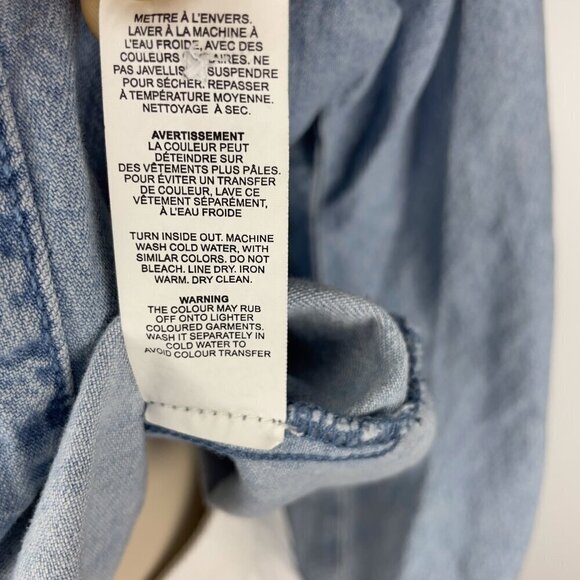 METTRE À L'ENVERS.
LAVER À LA MACHINE À
L'EAU FROIDE, AVEC DES
COULEURS
PAS JAVELLIS SUSPENDRE
POUR SÉCHER. REPASSER
À TEMPÉRATURE MOYENNE.
NETTOYAGE À SEC.
AVERTISSEMENT
LA COULEUR PEUT
DÉTEINDRE SUR
DES VÊTEMENTS PLUS PÂLES.
POUR ÉVITER UN TRANSFER
DE COULEUR, LAVE CE
VÊTEMENT SÉPARÉMENT,
À L'EAU FROIDE
TURN INSIDE OUT. MACHINE
WASH COLD WATER, WITH
SIMILAR COLORS. DO NOT
BLEACH. LINE DRY. IRON
WARM. DRY CLEAN.
WARNING
THE COLOUR MAY RUB
OFF ONTO LIGHTER
COLOURED GARMENTS.
WASH IT SEPARATELY IN
COLD WATER TO
AVOID COLOUR TRANSFER